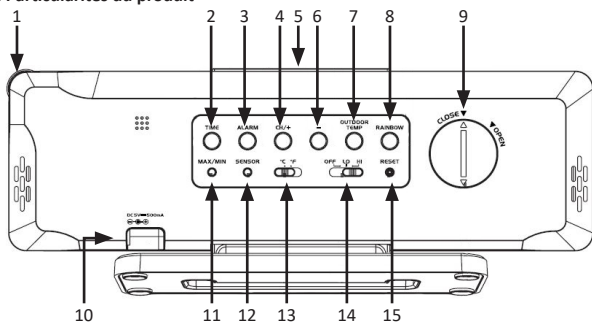 Particularités du produit
1 2 3 4 5 6 7 8 9
CLOSE▼ ▼OPEN
TIME ALARM CH/+ – OUTDOOR TEMP RAINBOW
MAX/MIN SENSOR °C °F OFF LO HI RESET
DC 5V⎓500mA
10 11 12 13 14 15